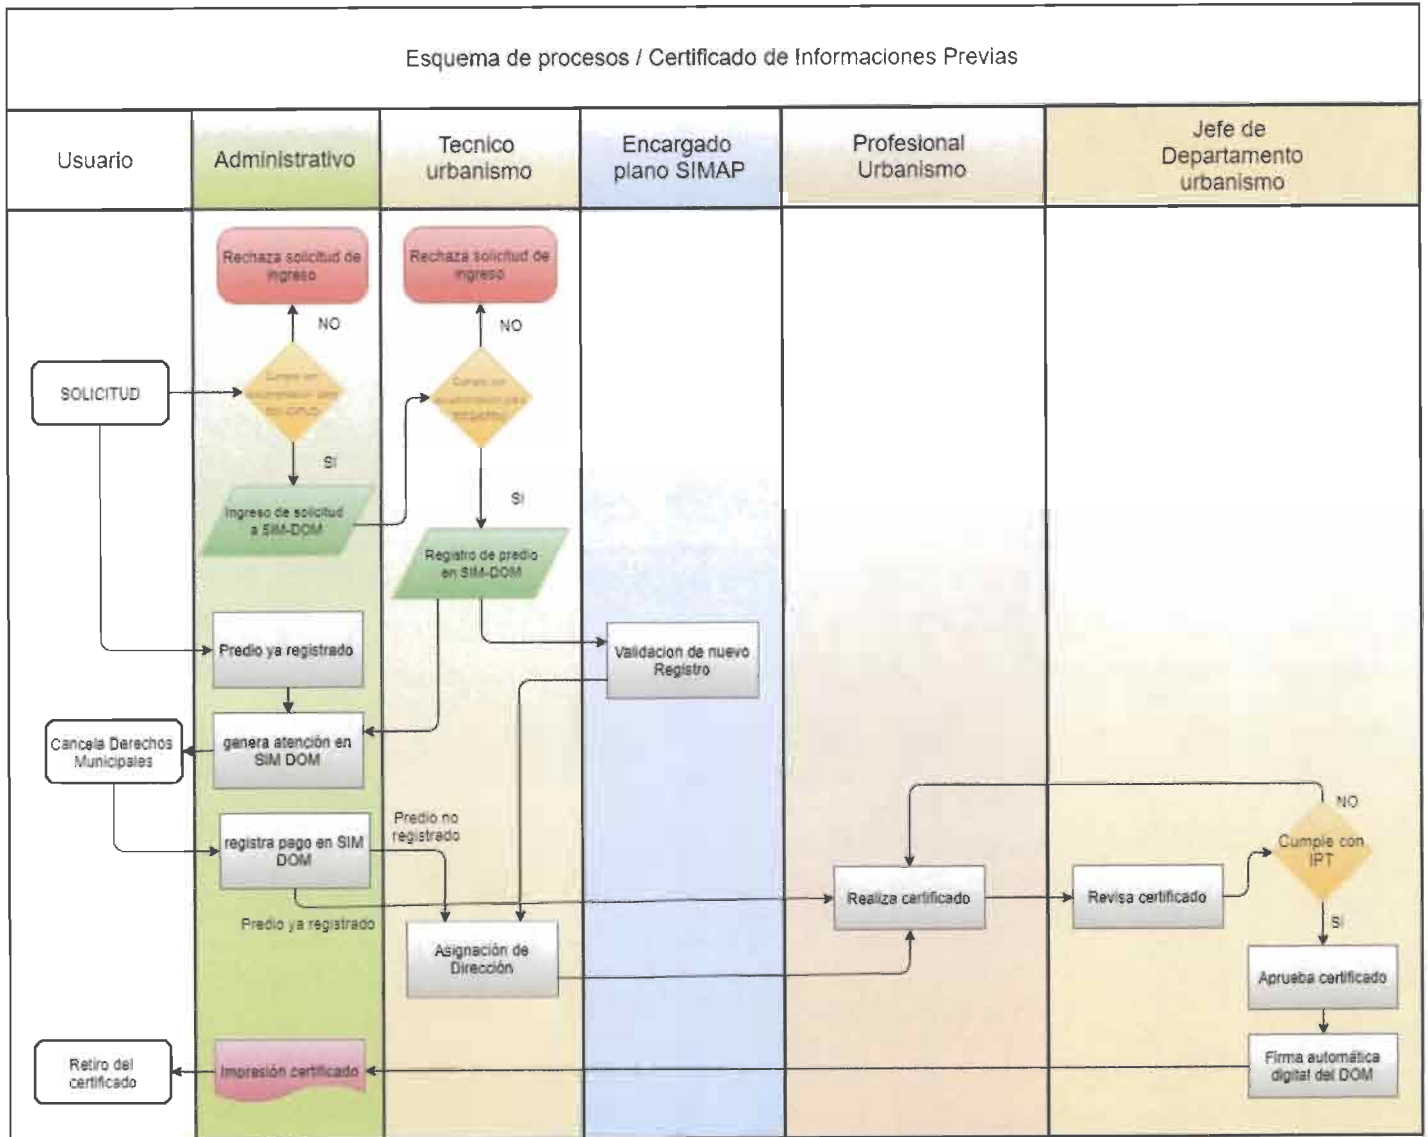 Esquema de procesos / Certificado de Informaciones Previas
Usuario
Administrativo
Tecnico
urbanismo
Encargado
plano SIMAP
Profesional
Urbanismo
Jefe de
Departamento
urbanismo
Rechaza solicitud de
ingreso
Rechaza solicitud de
ingreso
NO
NO
SOLICITUD
Cumple con
Cumple con
SI
SI
Ingreso de solicitud
a SIM-DOM
Registro de predio
en SIM-DOM
Predio ya registrado
Validacion de nuevo
Registro
Cancela Derechos
Municipales
genera atención en
SIM DOM
registra pago en SIM
DOM
Predio no
registrado
NO
Cumple con
IPT
Realiza certificado
Revisa certificado
Predio ya registrado
SI
Asignación de
Dirección
Aprueba certificado
Retiro del
certificado
Impresión certificado
Firma automática
digital del DOM